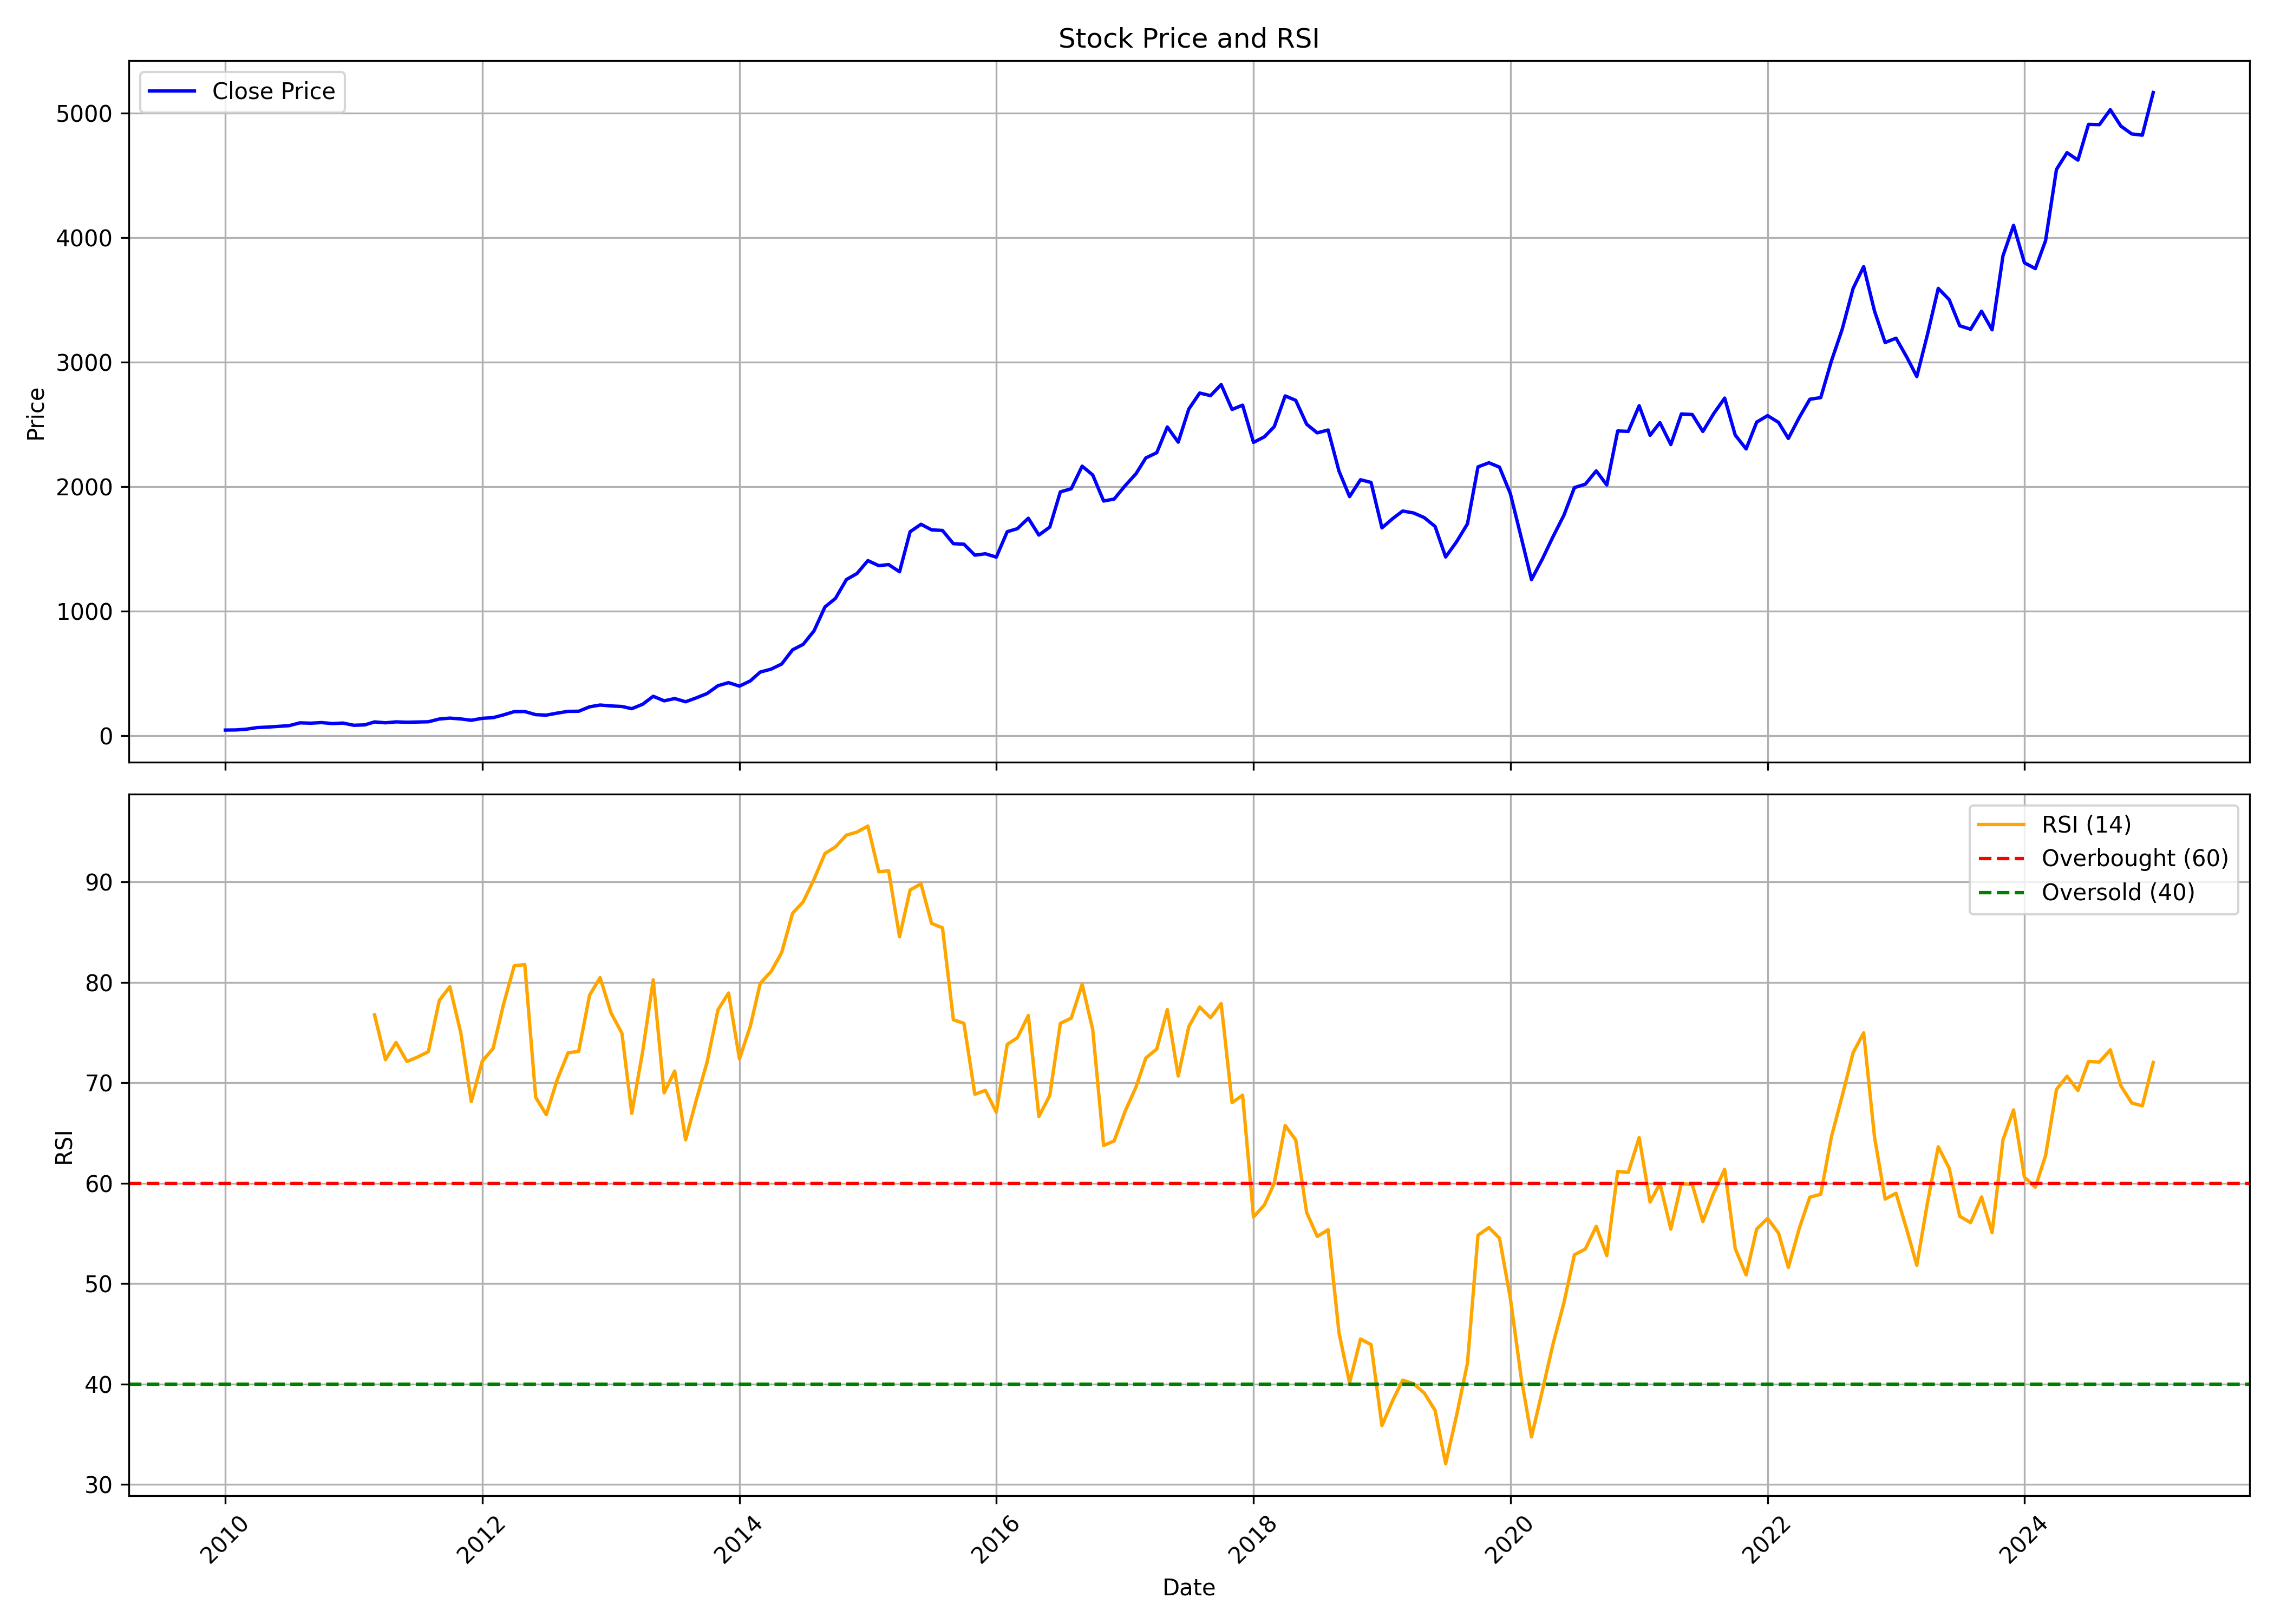 Stock Price and RSI
Close Price
5000
4000
3000
2000
1000
0
Price
RSI (14)
Overbought (60)
Oversold (40)
90
80
70
60
50
40
30
RSI
2010
2012
2014
2016
2018
2020
2022
2024
Date